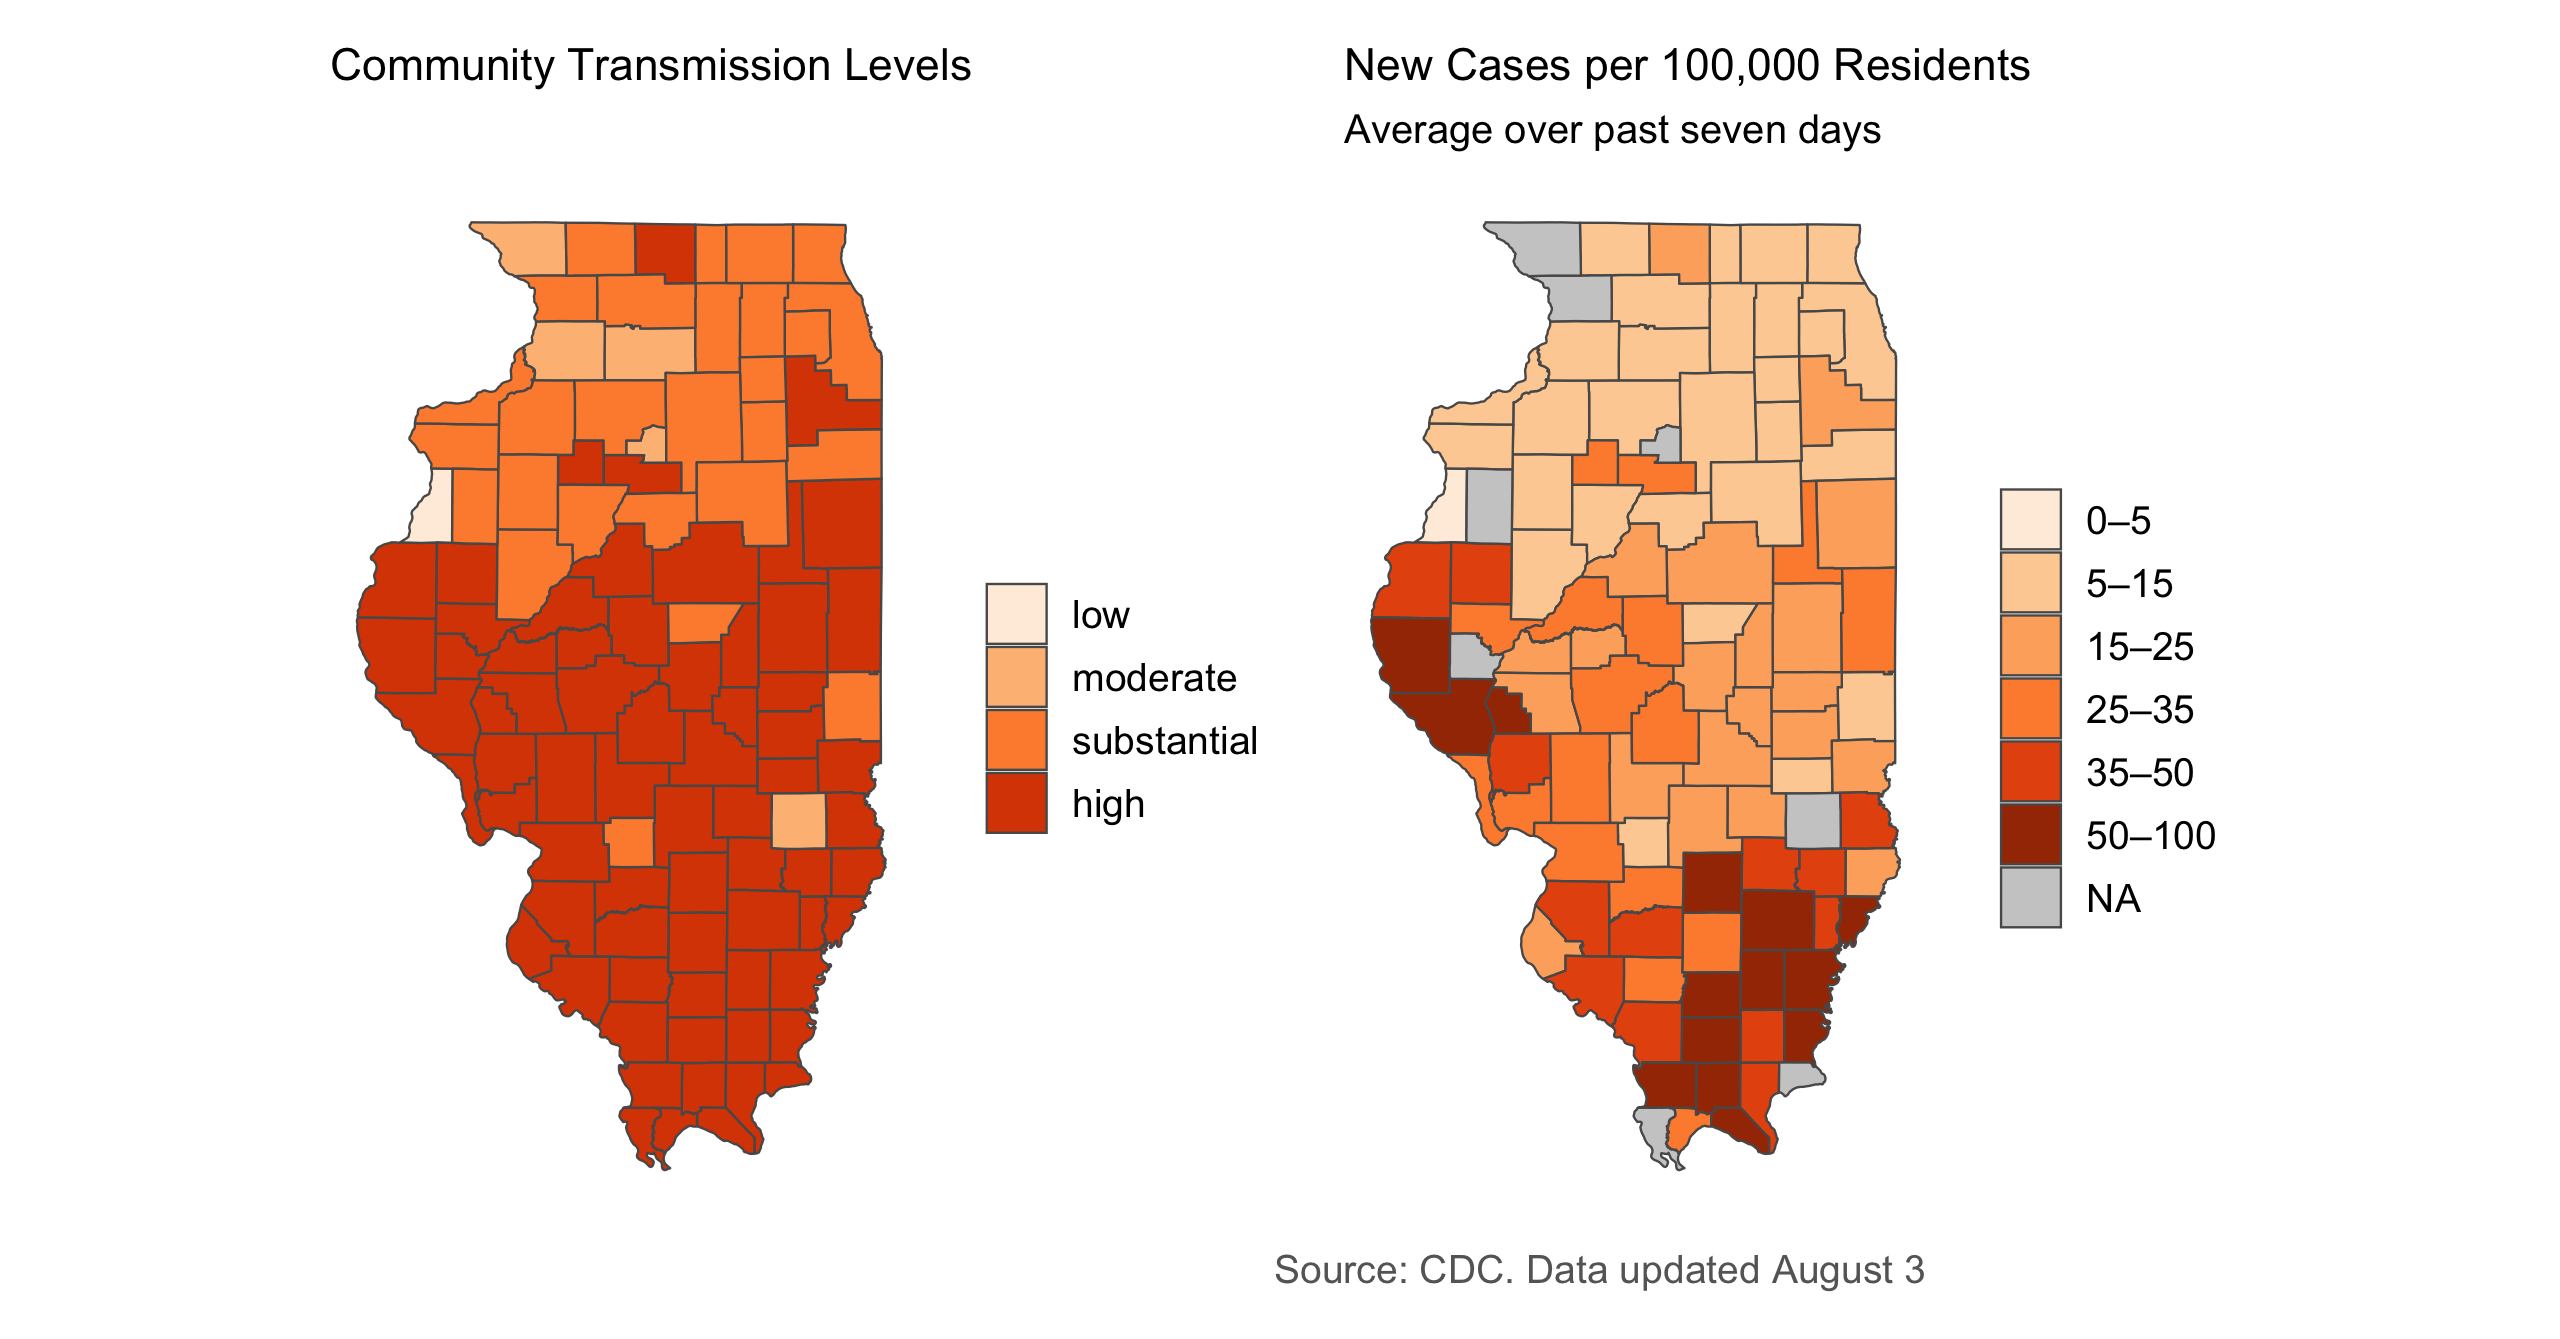 Community Transmission Levels
New Cases per 100,000 Residents
Average over past seven days
low
moderate
substantial
high
0–5
5–15
15–25
25–35
35–50
50–100
NA
Source: CDC. Data updated August 3